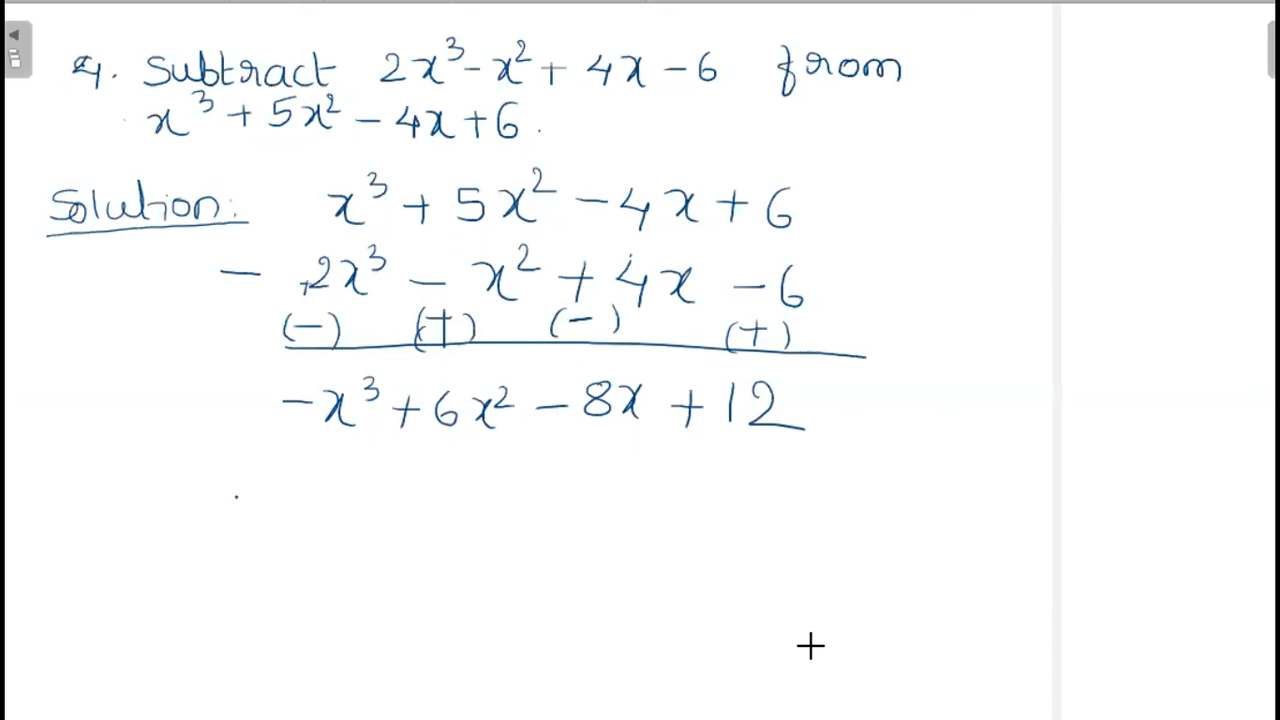 4. Subtract 2x³ - x² + 4x - 6 from
x³ + 5x² - 4x + 6.
Solution: x³ + 5x² - 4x + 6
- +2x³ - x² + 4x - 6
(-) (+) (-) (+)
-x³ + 6x² - 8x + 12